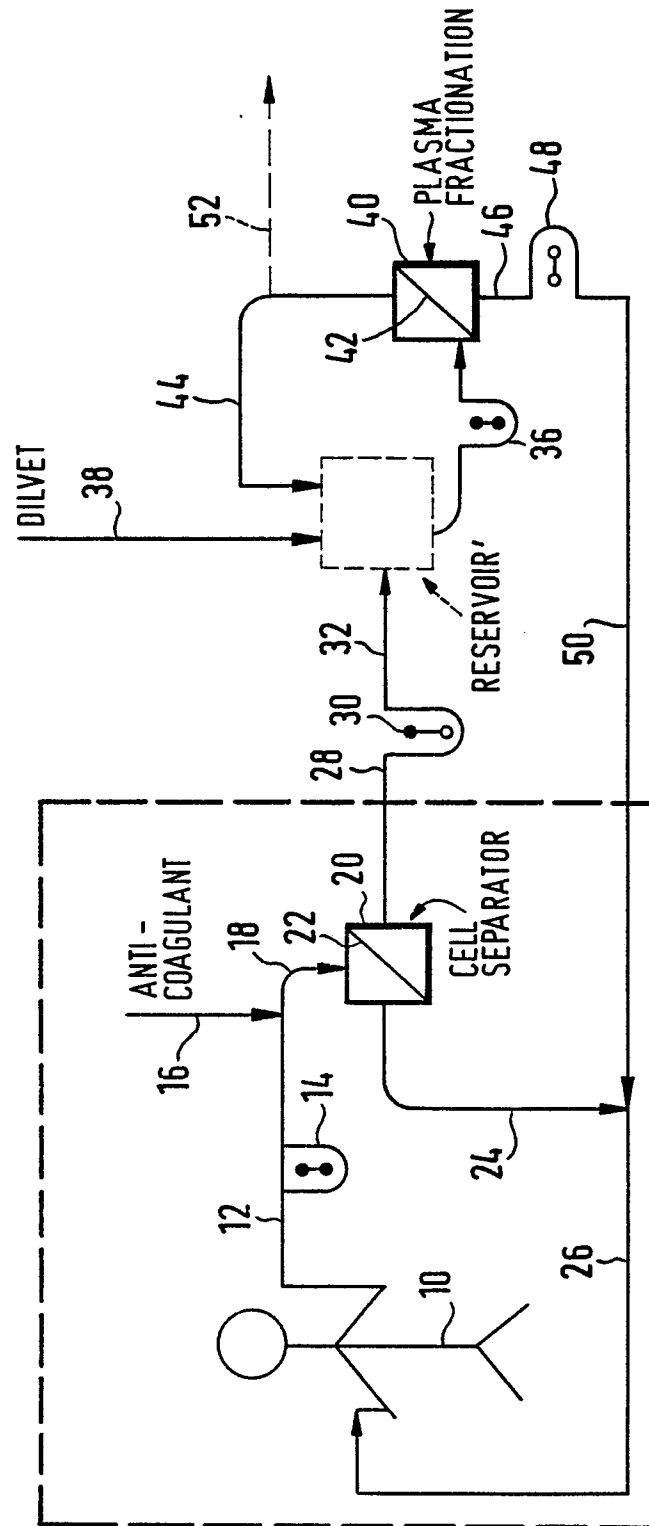 DILVET
38
44
52
40
PLASMA
FRACTIONATION
42
46
48
36
32
RESERVOIR'
30
28
50
ANTI-
COAGULANT
16
18
20
22
CELL
SEPARATOR
14
12
24
10
26